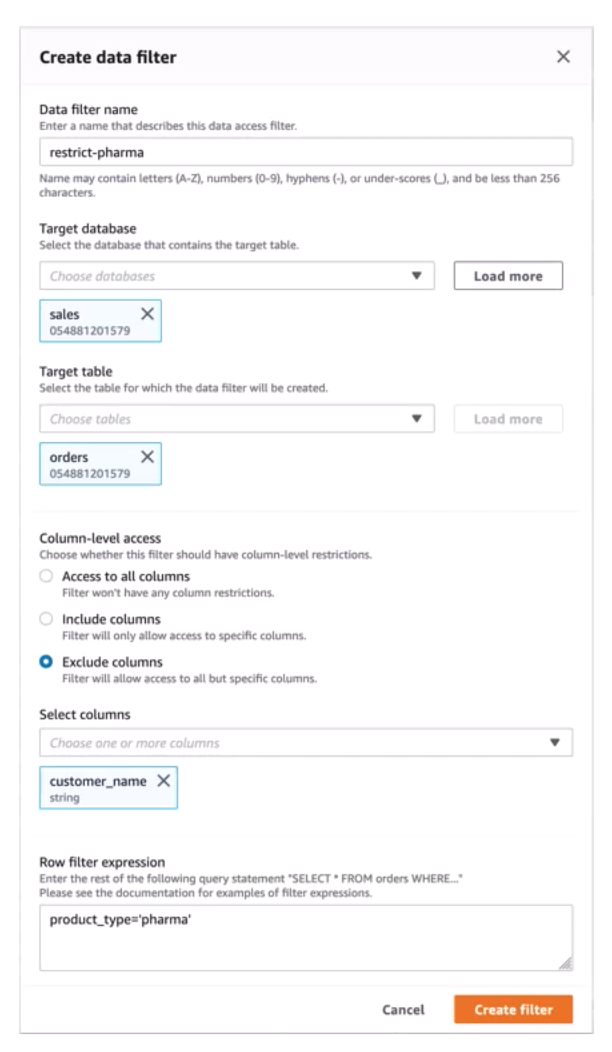 Create data filter
Data filter name
Enter a name that describes this data access filter.
restrict-pharma
Name may contain letters (A-Z), numbers (0-9), hyphens (-), or under-scores (_), and be less than 256
characters.
Target database
Select the database that contains the target table.
Choose databases
Load more
sales
054881201579
Target table
Select the table for which the data filter will be created.
Choose tables
Load more
orders
054881201579
Column-level access
Choose whether this filter should have column-level restrictions.
Access to all columns
Filter won't have any column restrictions.
Include columns
Filter will only allow access to specific columns.
Exclude columns
Filter will allow access to all but specific columns.
Select columns
Choose one or more columns
customer_name
string
Row filter expression
Enter the rest of the following query statement "SELECT * FROM orders WHERE..."
Please see the documentation for examples of filter expressions.
product_type='pharma'
Cancel
Create filter